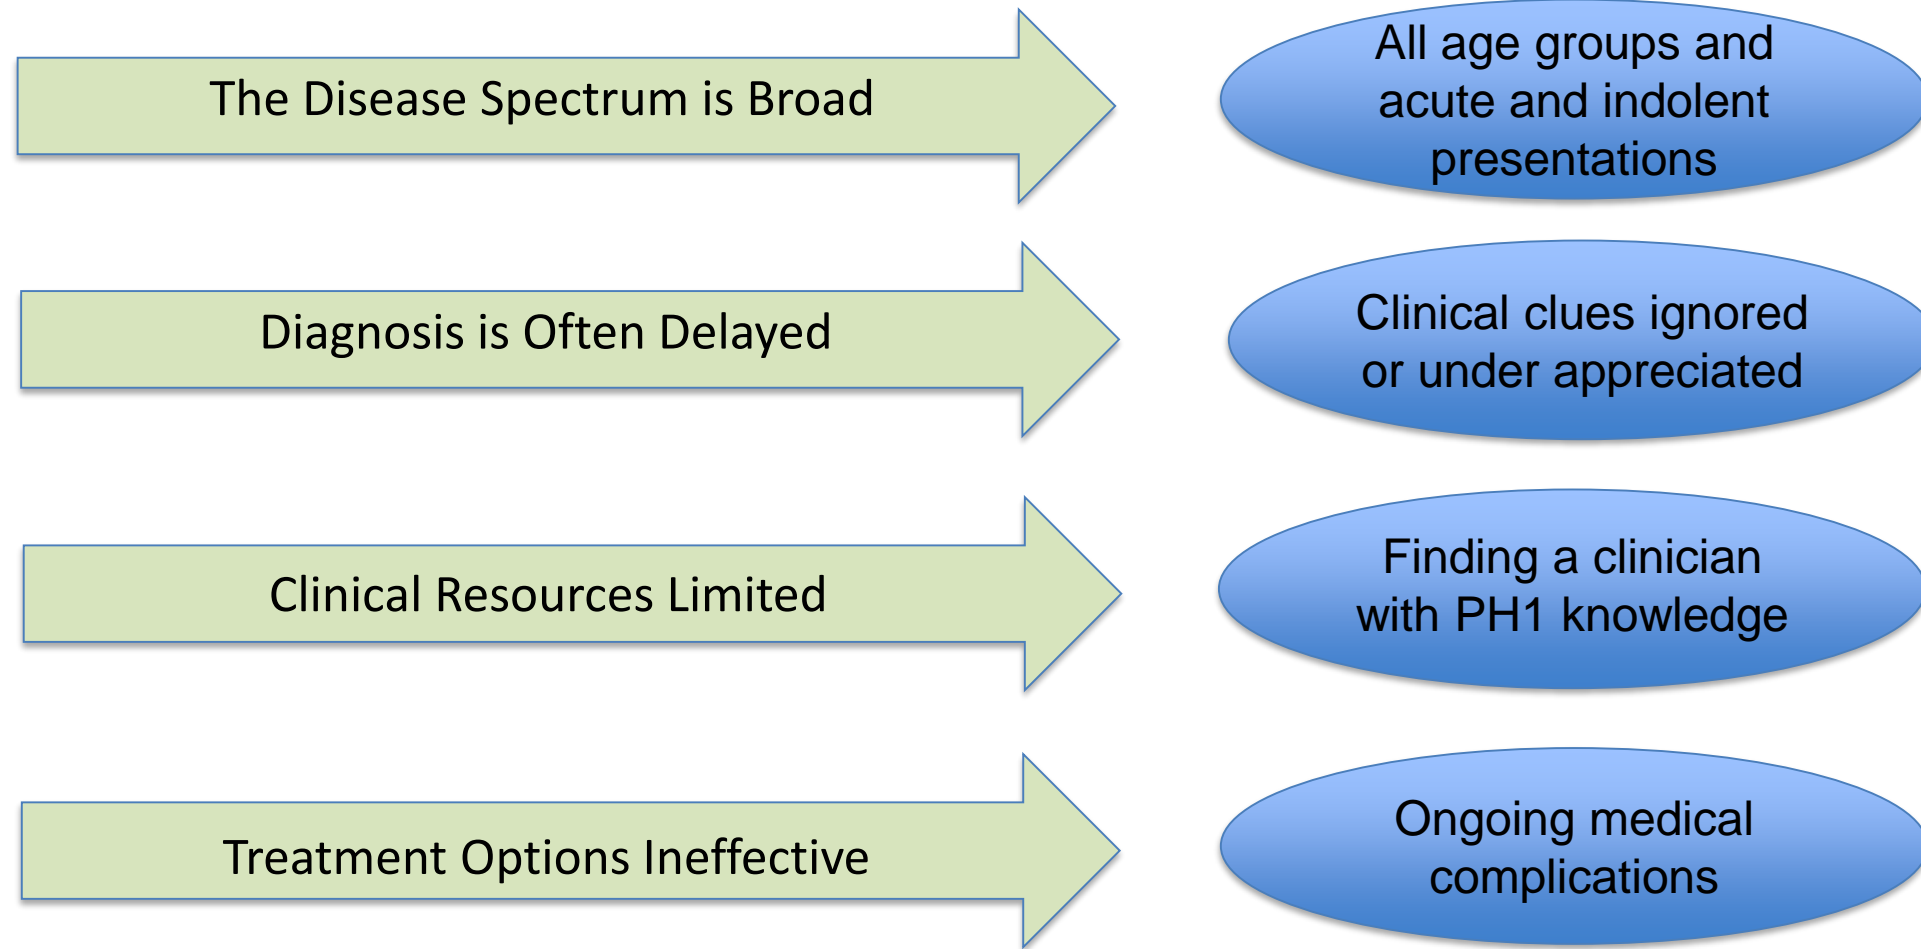 The Disease Spectrum is Broad
All age groups and
acute and indolent
presentations
Diagnosis is Often Delayed
Clinical clues ignored
or under appreciated
Clinical Resources Limited
Finding a clinician
with PH1 knowledge
Treatment Options Ineffective
Ongoing medical
complications